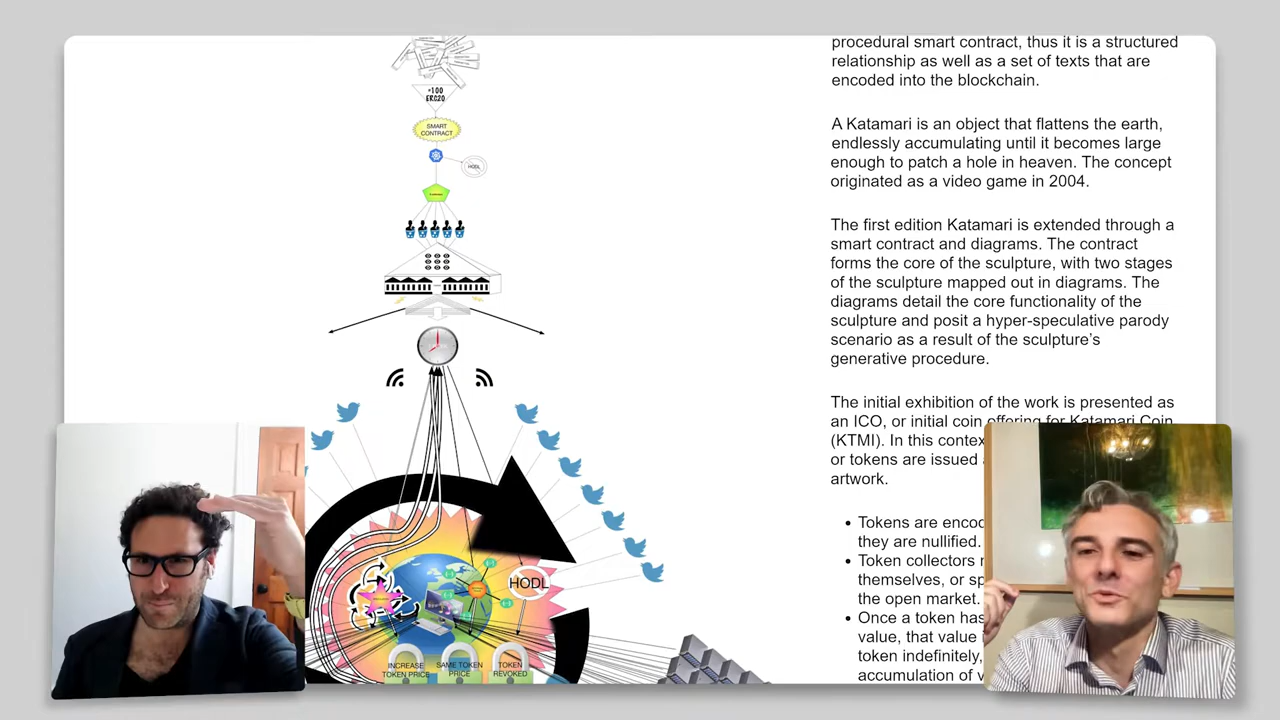 +100
ERC20
SMART
CONTRACT
HODL
HODL
INCREASE
TOKEN PRICE
SAME TOKEN
PRICE
TOKEN
REVOKED
procedural smart contract, thus it is a structured
relationship as well as a set of texts that are
encoded into the blockchain.
A Katamari is an object that flattens the earth,
endlessly accumulating until it becomes large
enough to patch a hole in heaven. The concept
originated as a video game in 2004.
The first edition Katamari is extended through a
smart contract and diagrams. The contract
forms the core of the sculpture, with two stages
of the sculpture mapped out in diagrams. The
diagrams detail the core functionality of the
sculpture and posit a hyper-speculative parody
scenario as a result of the sculpture's
generative procedure.
The initial exhibition of the work is presented as
an ICO, or initial coin offering for Katamari Coin
(KTMI). In this
or tokens are issued
artwork.
• Tokens are
they are nullified.
• Token collectors
themselves, or
the open market.
• Once a token has
value, that value
token indefinitely,
accumulation of